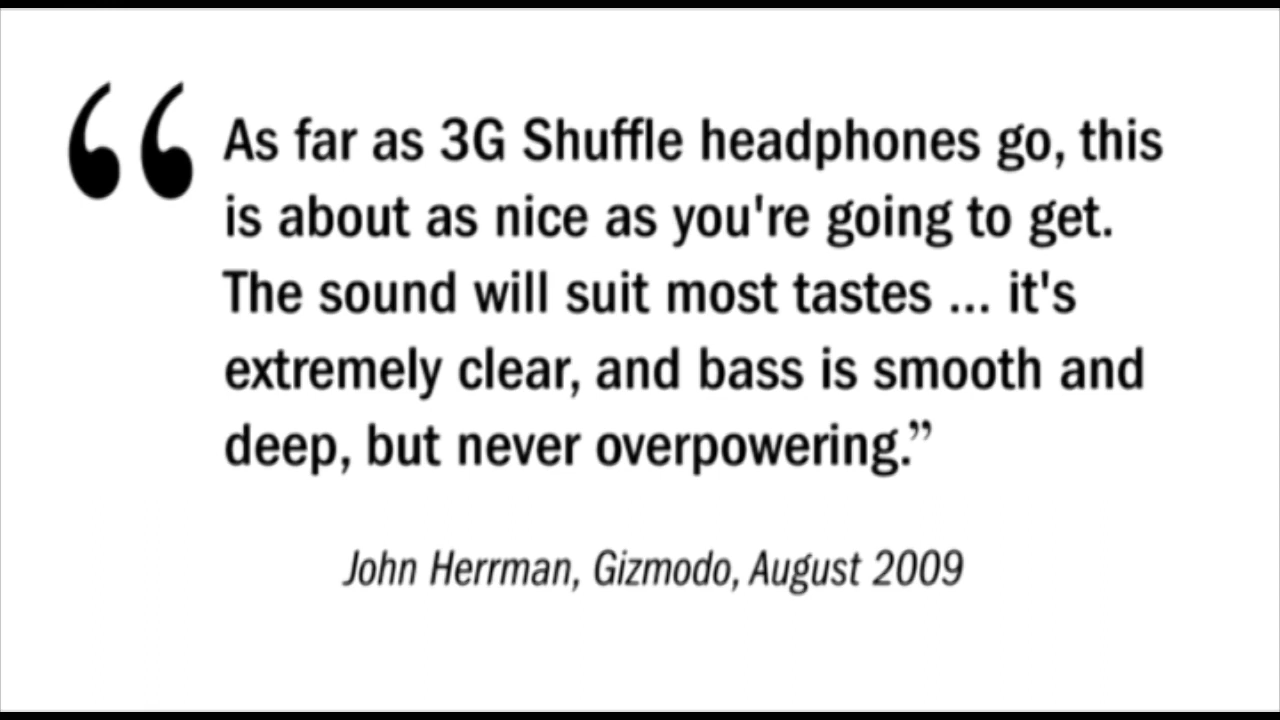 “As far as 3G Shuffle headphones go, this
is about as nice as you're going to get.
The sound will suit most tastes ... it's
extremely clear, and bass is smooth and
deep, but never overpowering.”
John Herrman, Gizmodo, August 2009